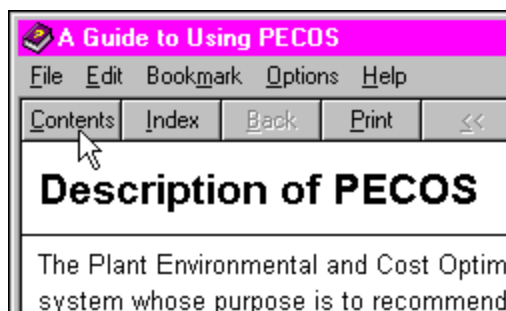 A Guide to Using PECOS
File Edit Bookmark Options Help
Contents Index Back Print <<
Description of PECOS
The Plant Environmental and Cost Optim
system whose purpose is to recommend